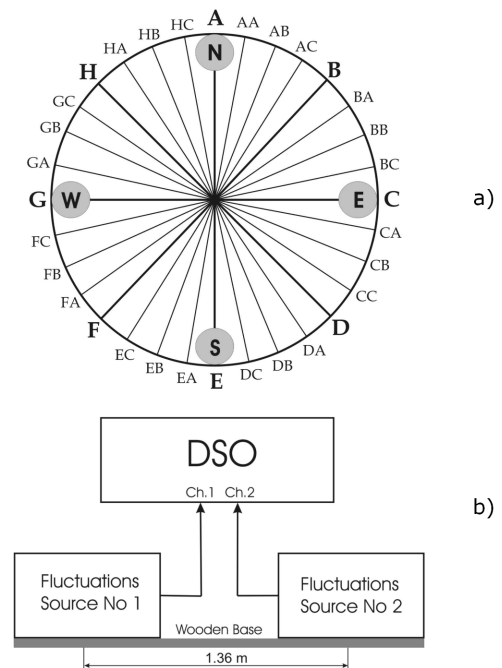 A
HC
AA
HB
AB
HA
AC
N
H
B
GC
BA
GB
BB
GA
BC
G
W
E
C
a)
FC
CA
FB
CB
FA
CC
F
D
S
EC
DA
EB
DB
EA
DC
E
DSO
Ch.1 Ch.2
b)
Fluctuations
Source No 1
Fluctuations
Source No 2
Wooden Base
1.36 m